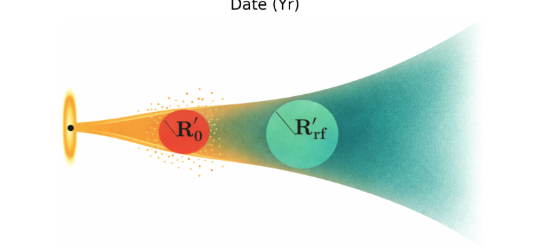 Date (Yr)
R′₀
R′rf